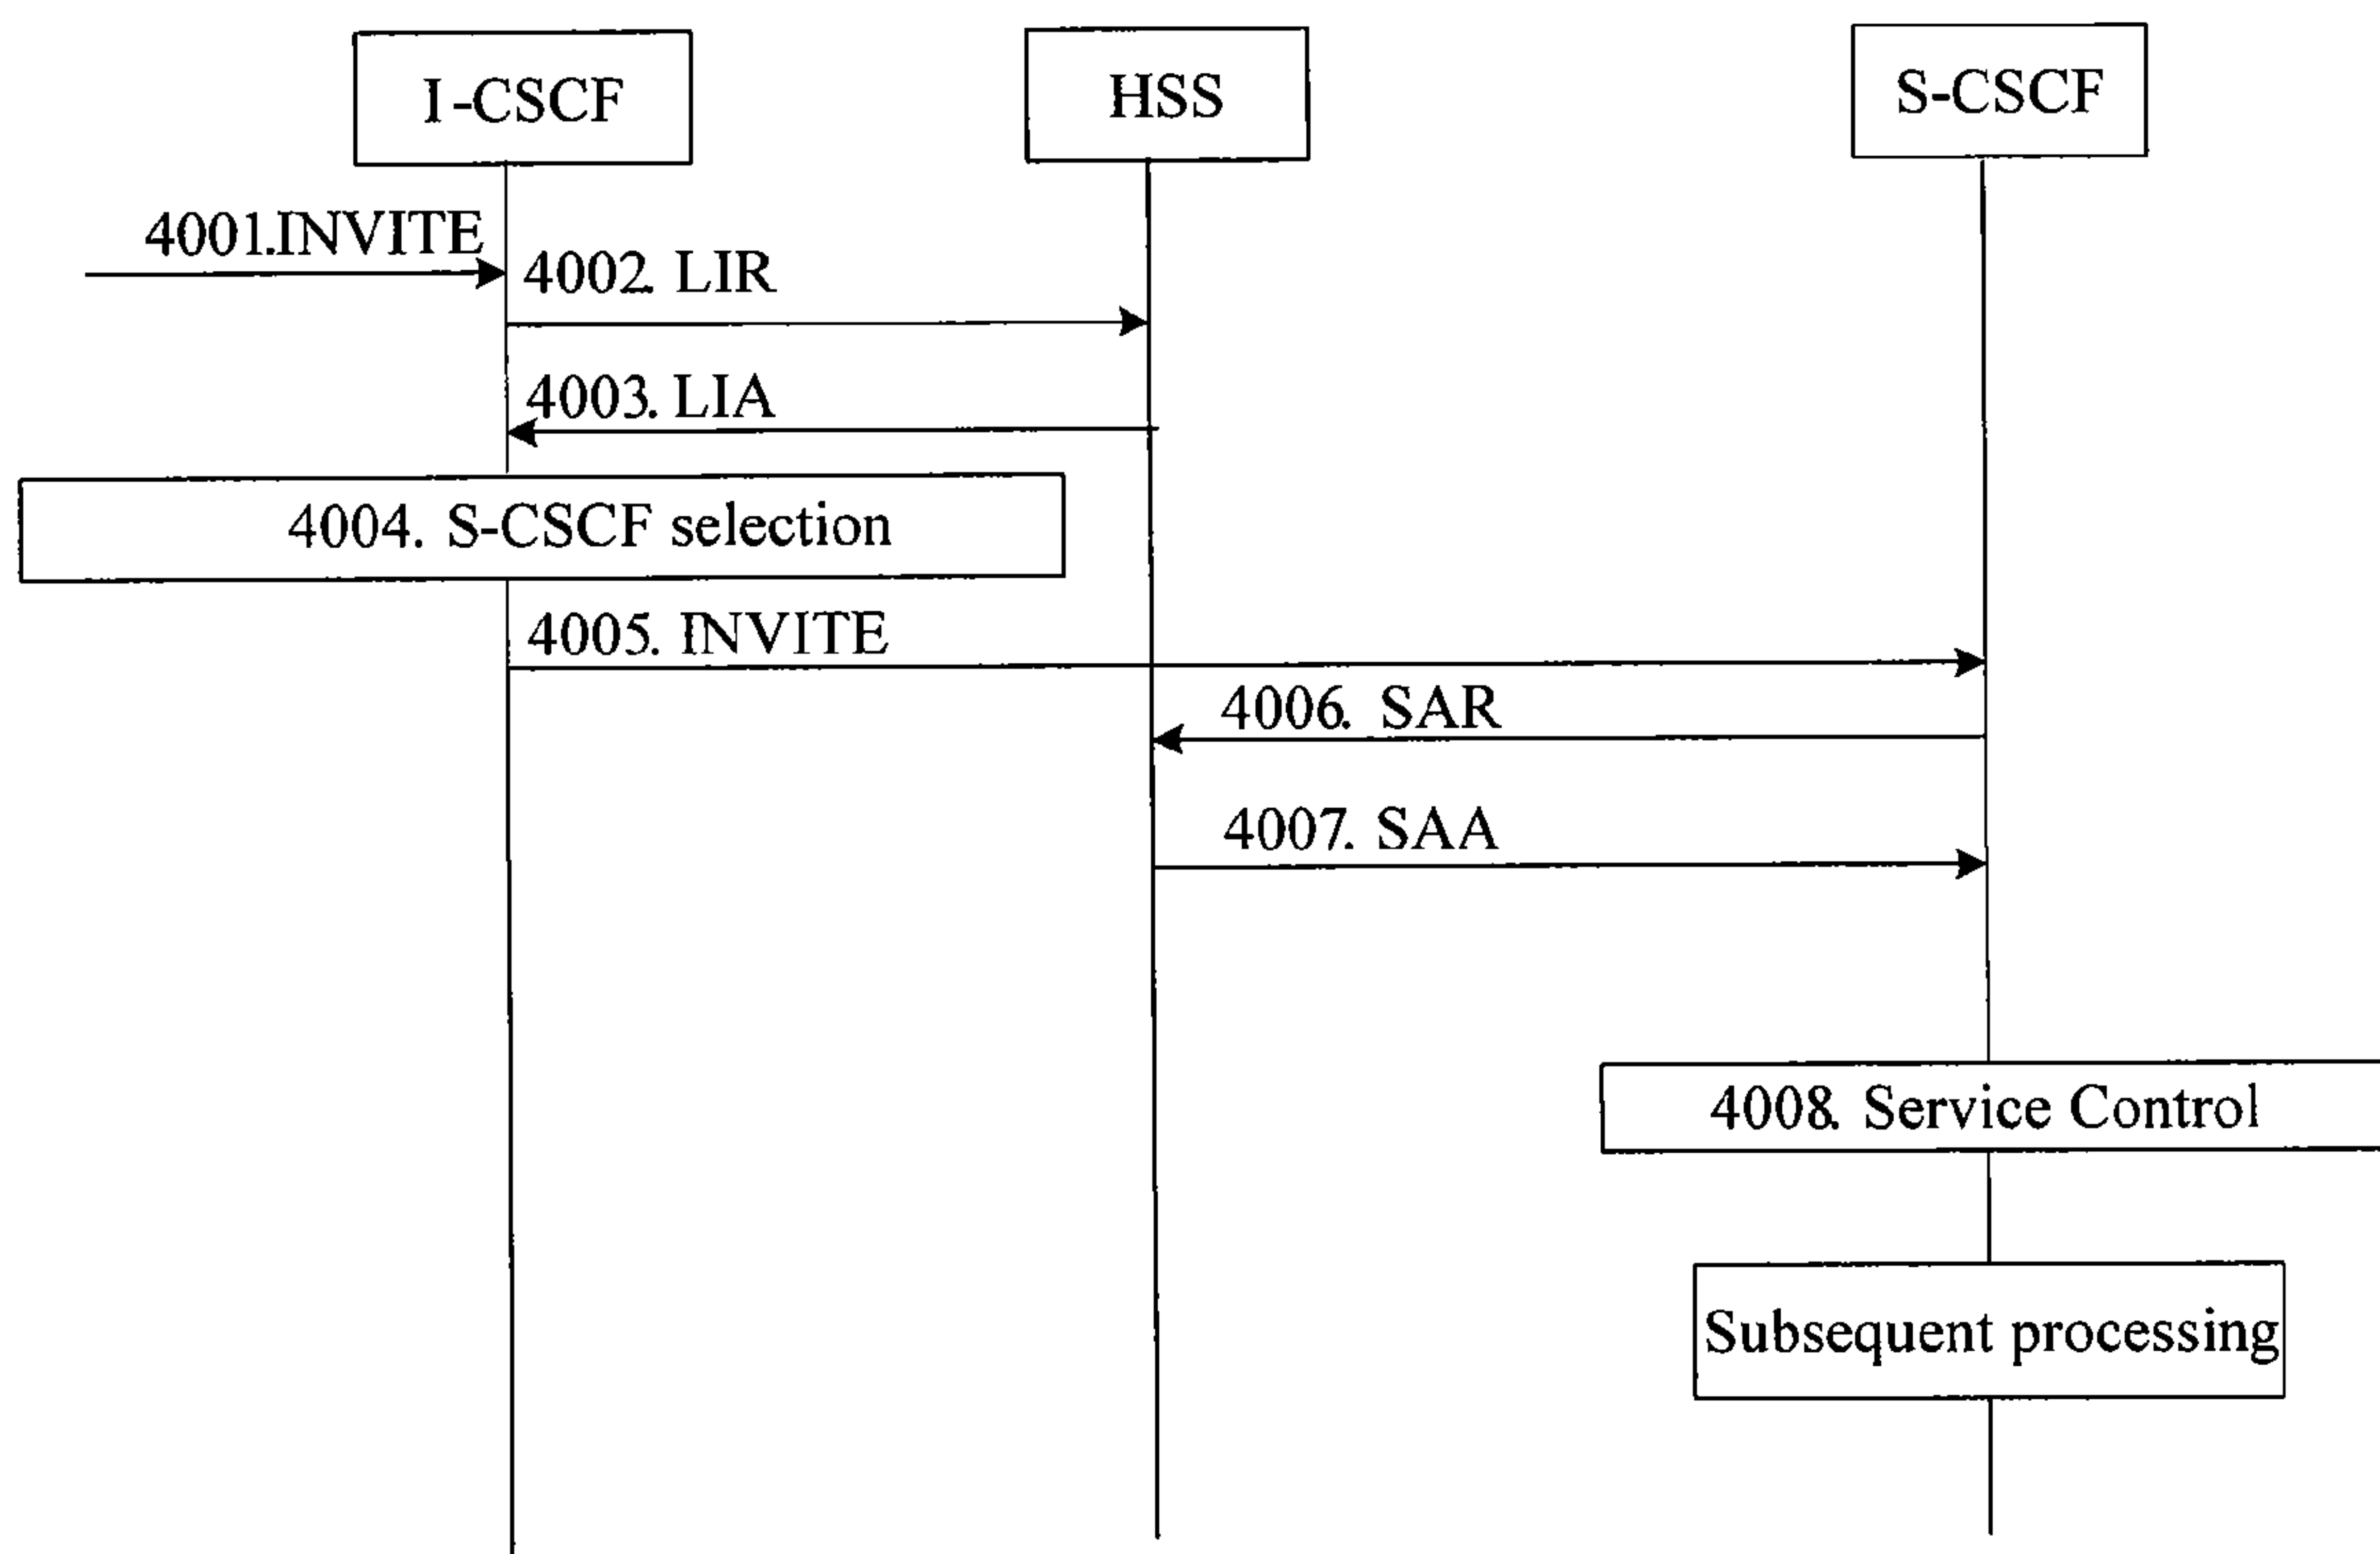 I-CSCF
HSS
S-CSCF
4001.INVITE
4002. LIR
4003. LIA
4004. S-CSCF selection
4005. INVITE
4006. SAR
4007. SAA
4008. Service Control
Subsequent processing